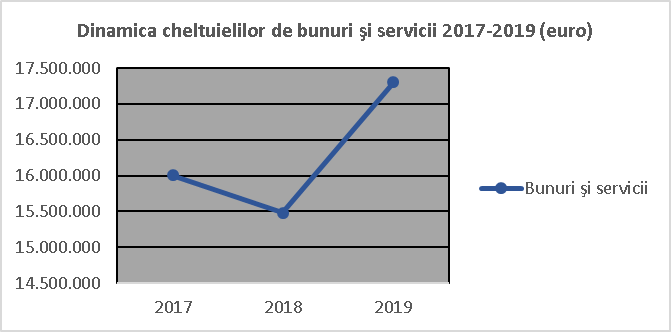 Dinamica cheltuielilor de bunuri şi servicii 2017-2019 (euro)
17.500.000
17.000.000
16.500.000
16.000.000
15.500.000
15.000.000
14.500.000
2017 2018 2019
Bunuri şi servicii